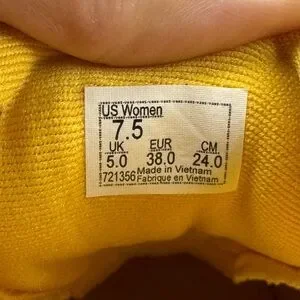 US Women
7.5
UK EUR CM
5.0 38.0 24.0
Made in Vietnam
721356 Fabrique en Vietnam